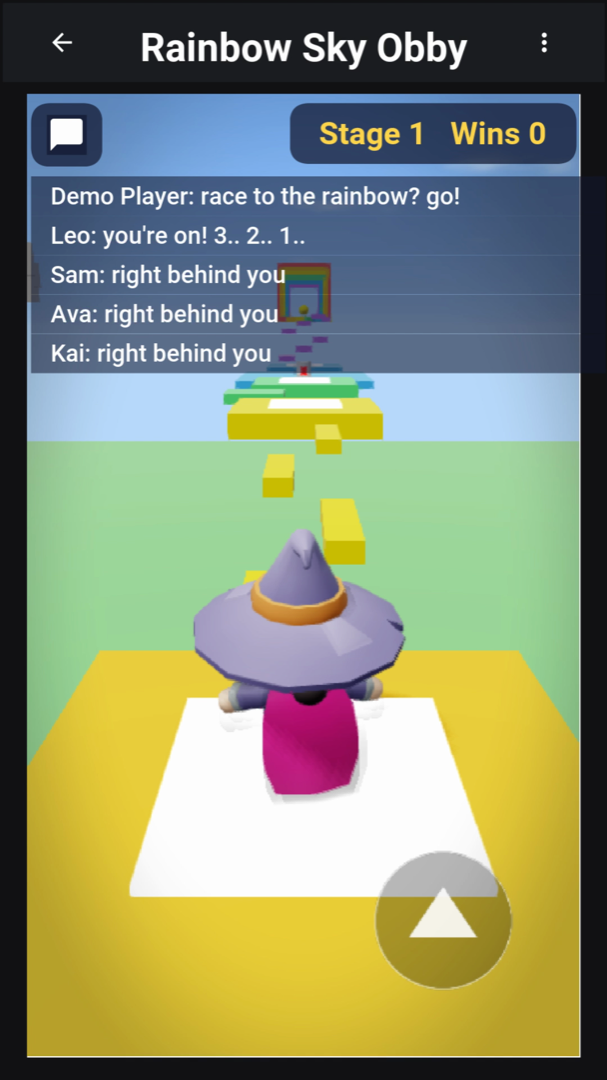 Rainbow Sky Obby
Stage 1 Wins 0
Demo Player: race to the rainbow? go!
Leo: you're on! 3.. 2.. 1..
Sam: right behind you
Ava: right behind you
Kai: right behind you